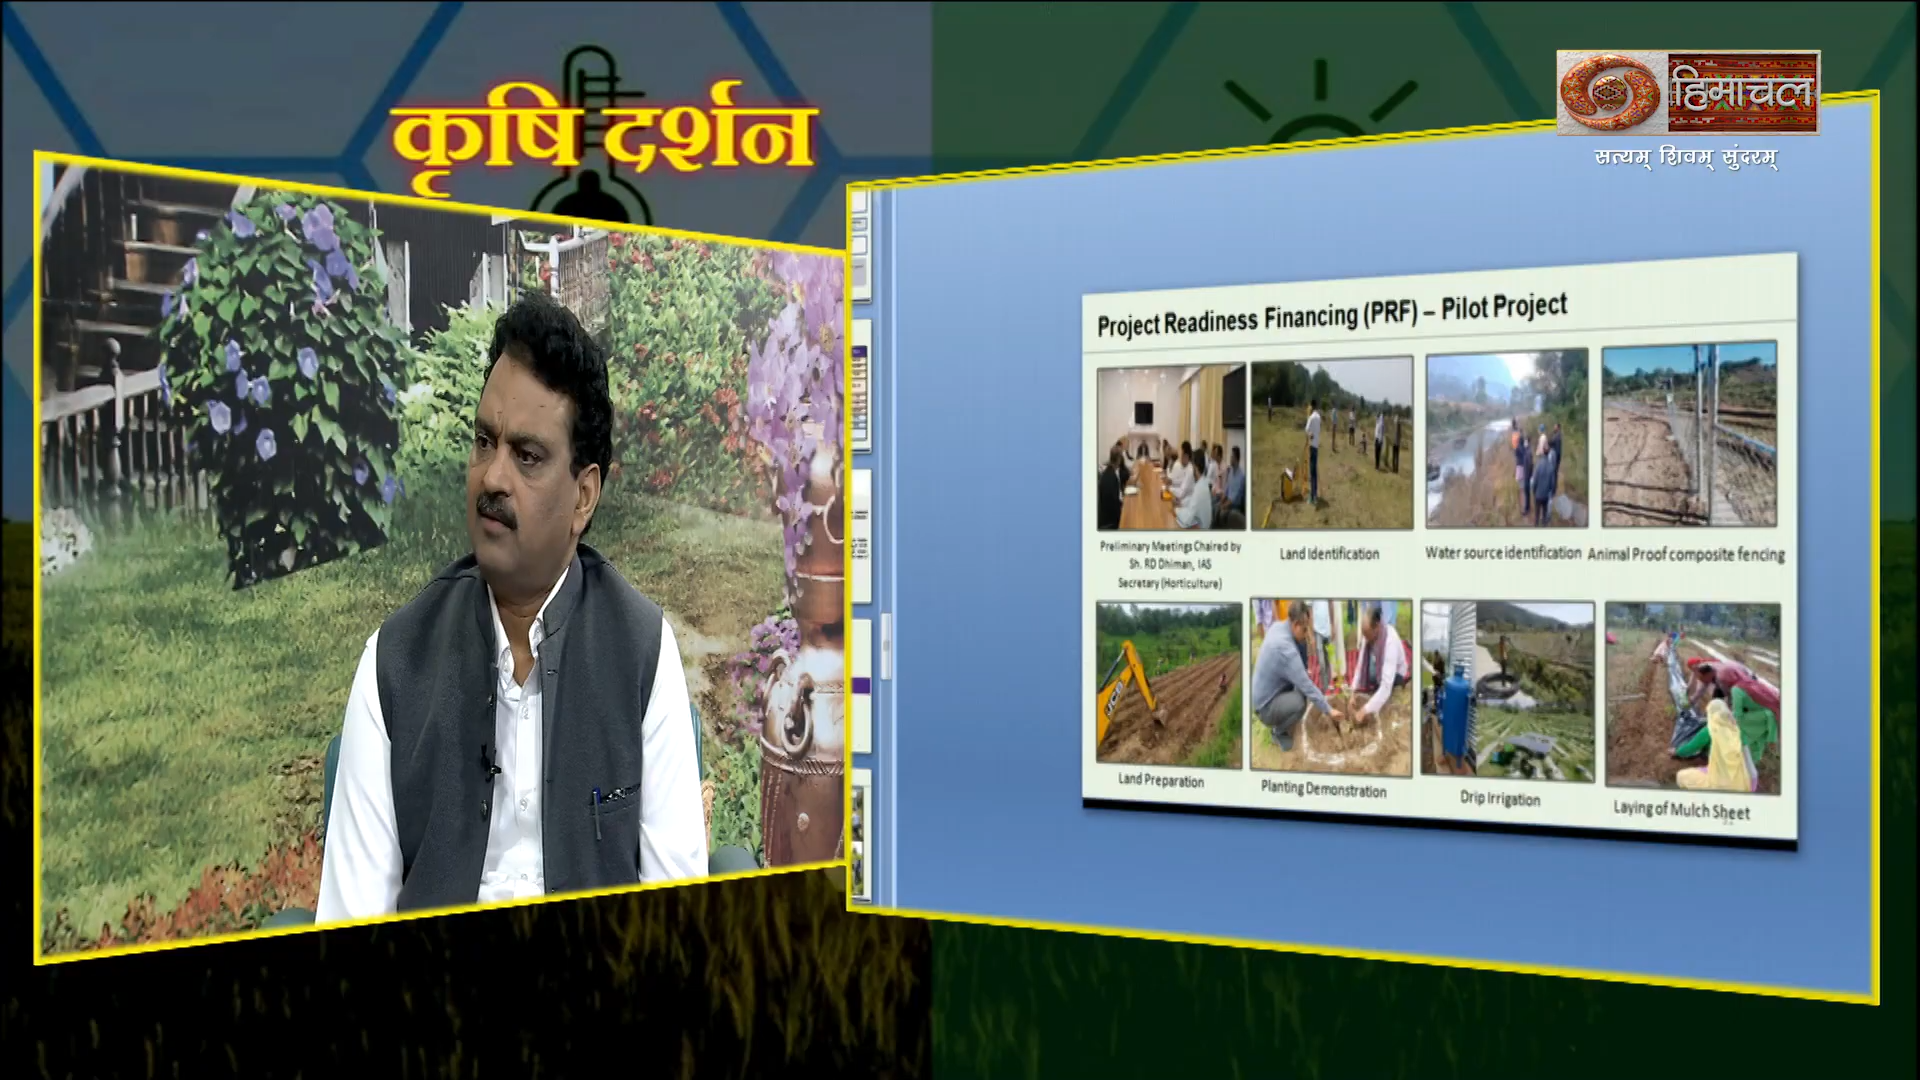 कृषि दर्शन
हिमाचल
सत्यम् शिवम् सुंदरम्
Project Readiness Financing (PRF) – Pilot Project
Preliminary Meetings Chaired by
Sh. RD Dhiman, IAS
Secretary (Horticulture)
Land Identification
Water source identification
Animal Proof composite fencing
JCB
Land Preparation
Planting Demonstration
Drip Irrigation
Laying of Mulch Sheet